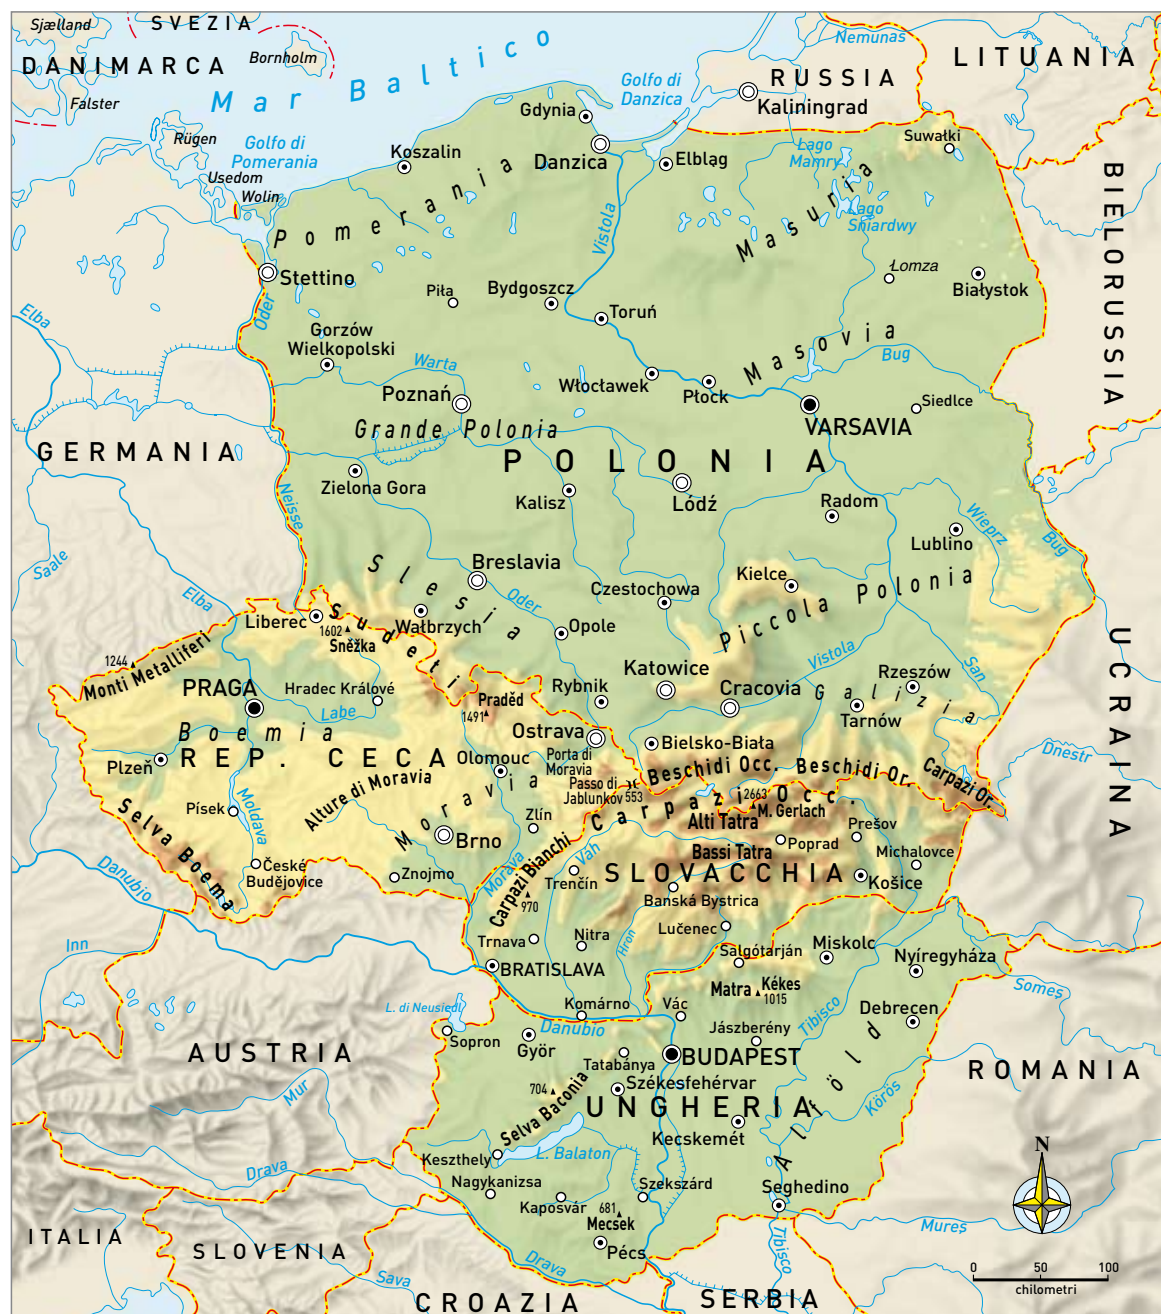 Sjælland
SVEZIA
DANIMARCA
Bornholm
Mar Baltico
Falster
Rügen
Golfo di
Pomerania
Usedom
Wolin
Koszalin
Gdynia
Golfo di
Danzica
Danzica
Elbląg
RUSSIA
Kaliningrad
Nemunas
LITUANIA
Suwałki
Lago
Mamry
Lago
Śniardwy
Masuria
BIELORUSSIA
Pomerania
Vistola
Stettino
Oder
Piła
Bydgoszcz
Toruń
Łomza
Białystok
Elba
Gorzów
Wielkopolski
Warta
Włocławek
Płock
Masovia
Bug
Poznań
Siedlce
VARSAVIA
Grande Polonia
GERMANIA
POLONIA
Zielona Gora
Neisse
Kalisz
Łódź
Radom
Wieprz
Lublino
Bug
Saale
Elba
Slesia
Breslavia
Oder
Czestochowa
Kielce
Piccola Polonia
Liberec
1602
Sněžka
Sudeti
Wałbrzych
Opole
UCRAINA
1244
Monti Metalliferi
Katowice
Vistola
San
Rzeszów
PRAGA
Hradec Králové
Labe
Praděd
1491
Rybnik
Cracovia
Galizia
Tarnów
Boemia
REP. CECA
Ostrava
Plzeň
Olomouc
Porta di
Moravia
Bielsko-Biała
Beschidi Occ.
Beschidi Or.
Carpazi Or.
Dnestr
Alture di Moravia
Passo di
Jablunkóv
553
Moravia
Písek
Moldava
Selva Boema
Zlín
Carpazi Occ.
2663
M. Gerlach
Alti Tatra
Prešov
Brno
Poprad
Bassi Tatra
Michalovce
Danubio
České
Budějovice
Znojmo
Morava
Carpazi Bianchi
970
Váh
Trenčín
SLOVACCHIA
Košice
Banská Bystrica
Inn
Trnava
Nitra
Hron
Lučenec
Salgótarján
Miskolc
Nyíregyháza
BRATISLAVA
Matra
Kékes
1015
Someş
L. di Neusiedl
Komárno
Vác
Tibisco
Debrecen
Sopron
Danubio
Györ
Jászberény
AUSTRIA
Tatabánya
BUDAPEST
ROMANIA
Mur
704
Selva Baconia
Székesfehérvar
UNGHERIA
Alföld
Körös
Kecskemét
Keszthely
L. Balaton
Drava
Nagykanizsa
Kaposvár
Szekszárd
Seghedino
N
ITALIA
SLOVENIA
681
Mecsek
Pécs
Drava
Tibisco
Mureş
Sava
CROAZIA
SERBIA
0 50 100
chilometri